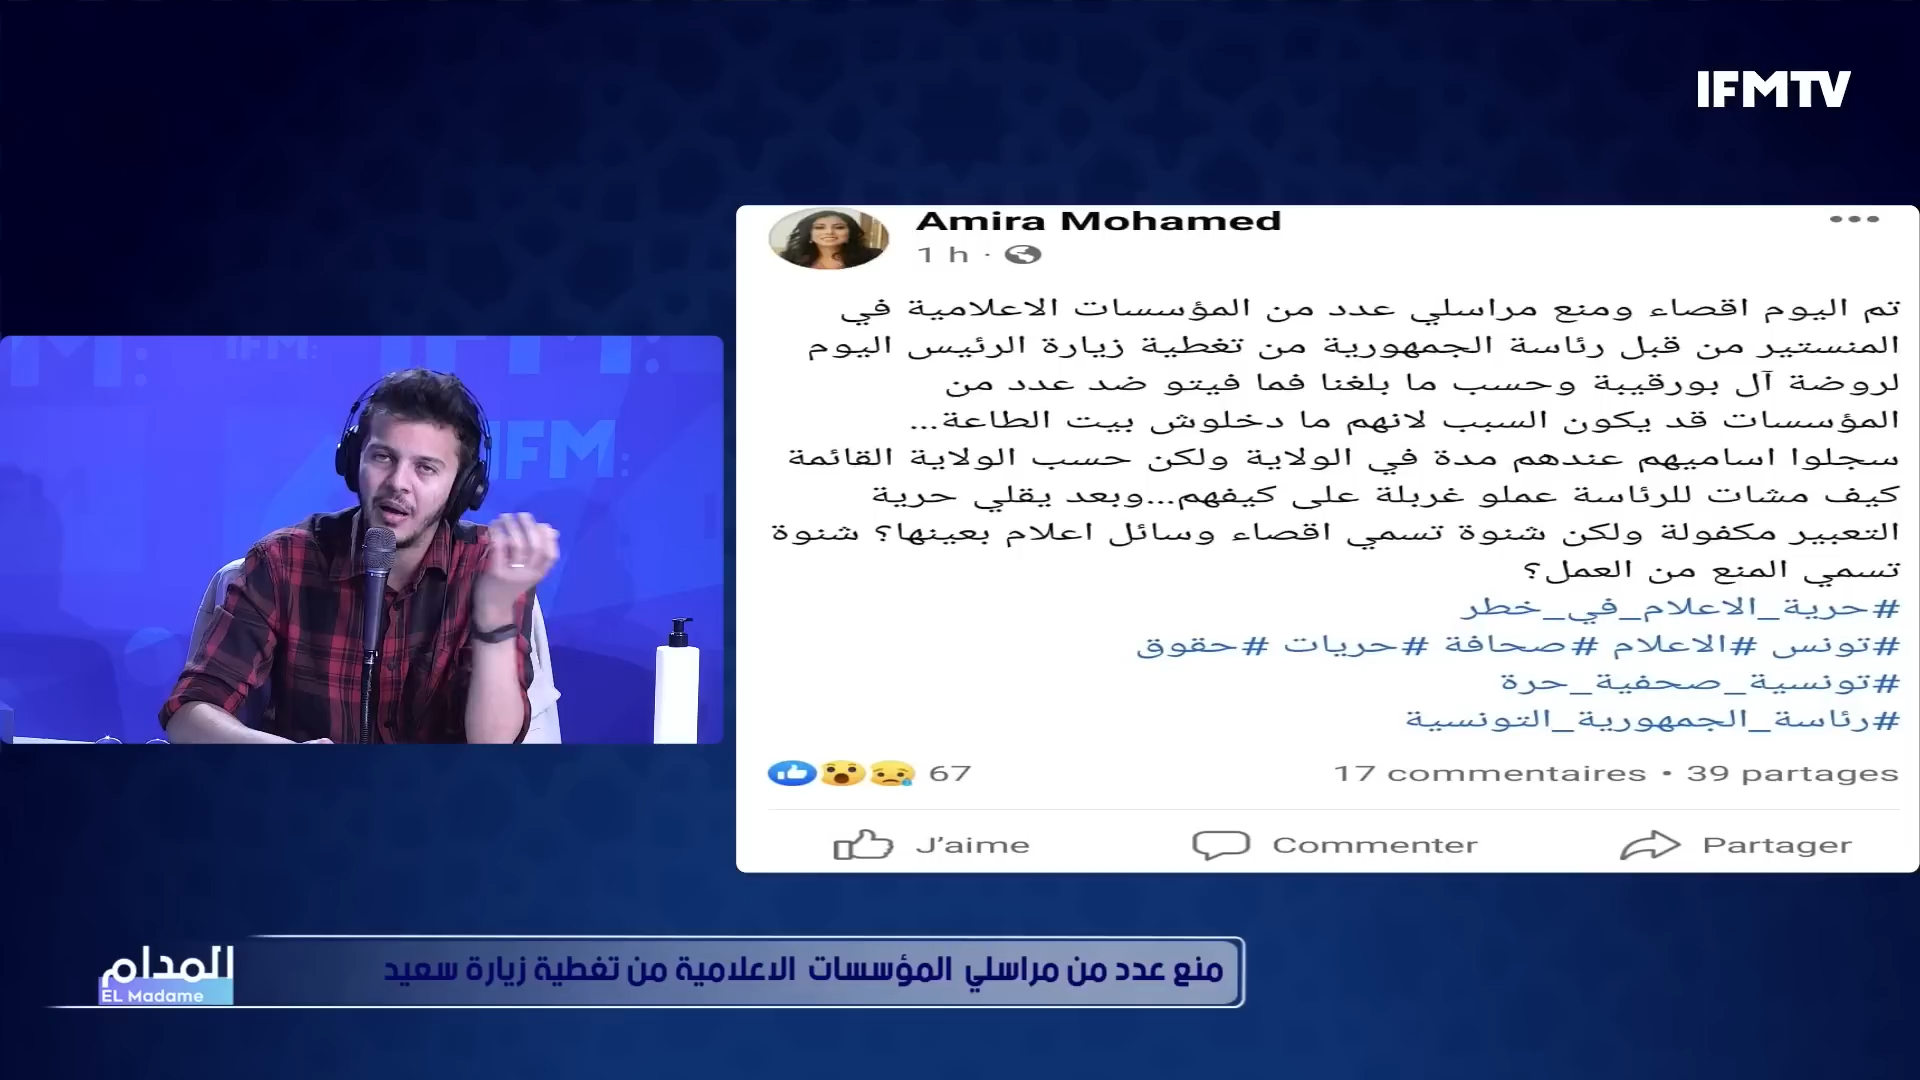 IFMTV
Amira Mohamed
1 h ·
تم اليوم اقصاء ومنع مراسلي عدد من المؤسسات الاعلامية في
المنستير من قبل رئاسة الجمهورية من تغطية زيارة الرئيس اليوم
لروضة آل بورقيبة وحسب ما بلغنا فما فيتو ضد عدد من
المؤسسات قد يكون السبب لانهم ما دخلوش بيت الطاعة...
سجلوا اساميهم عندهم مدة في الولاية ولكن حسب الولاية القائمة
كيف مشات للرئاسة عملو غربلة على كيفهم...وبعد يقلي حرية
التعبير مكفولة ولكن شنوة تسمي اقصاء وسائل اعلام بعينها؟ شنوة
تسمي المنع من العمل؟
#حرية_الاعلام_في_خطر
#تونس #الاعلام #صحافة #حريات #حقوق
#تونسية_صحفية_حرة
#رئاسة_الجمهورية_التونسية
67
17 commentaires • 39 partages
J’aime
Commenter
Partager
IFM:
IFM:
منع عدد من مراسلي المؤسسات الاعلامية من تغطية زيارة سعيد
المدام
EL Madame